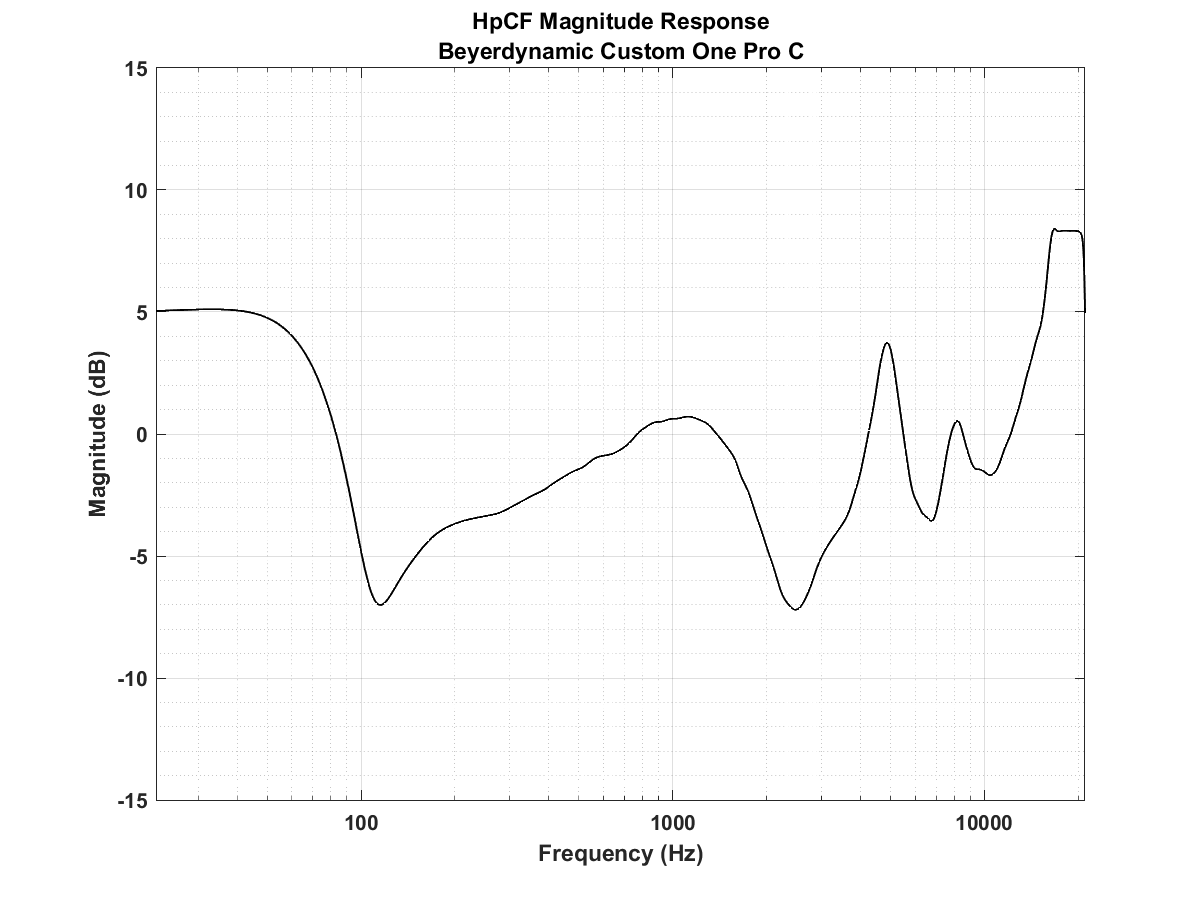 HpCF Magnitude Response
Beyerdynamic Custom One Pro C
15
10
5
0
-5
-10
-15
Magnitude (dB)
100
1000
10000
Frequency (Hz)